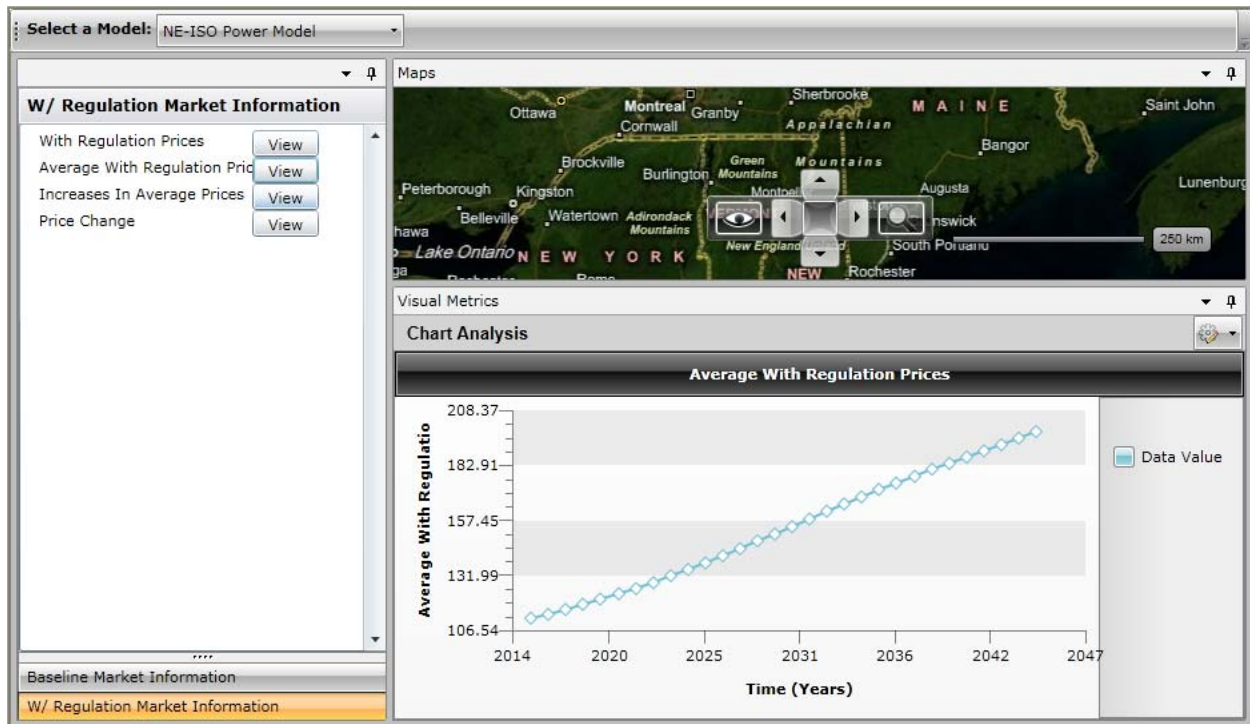 Select a Model: NE-ISO Power Model
W/ Regulation Market Information
With Regulation Prices View
Average With Regulation Pric View
Increases In Average Prices View
Price Change View
Baseline Market Information
W/ Regulation Market Information
Maps
Ottawa
Montreal
Granby
Sherbrooke
MAINE
Saint John
Cornwall
Appalachian
Bangor
Brockville
Burlington
Green
Mountains
Mountains
Montpel
Augusta
Lunenburg
Peterborough
Kingston
Belleville
Watertown
Adirondack
Mountains
nswick
hawa
Lake Ontario
NEW YORK
New England
South Portland
250 km
ga
Rome
NEW
Rochester
Visual Metrics
Chart Analysis
Average With Regulation Prices
Average With Regulatio
208.37
182.91
157.45
131.99
106.54
2014 2020 2025 2031 2036 2042 2047
Time (Years)
Data Value